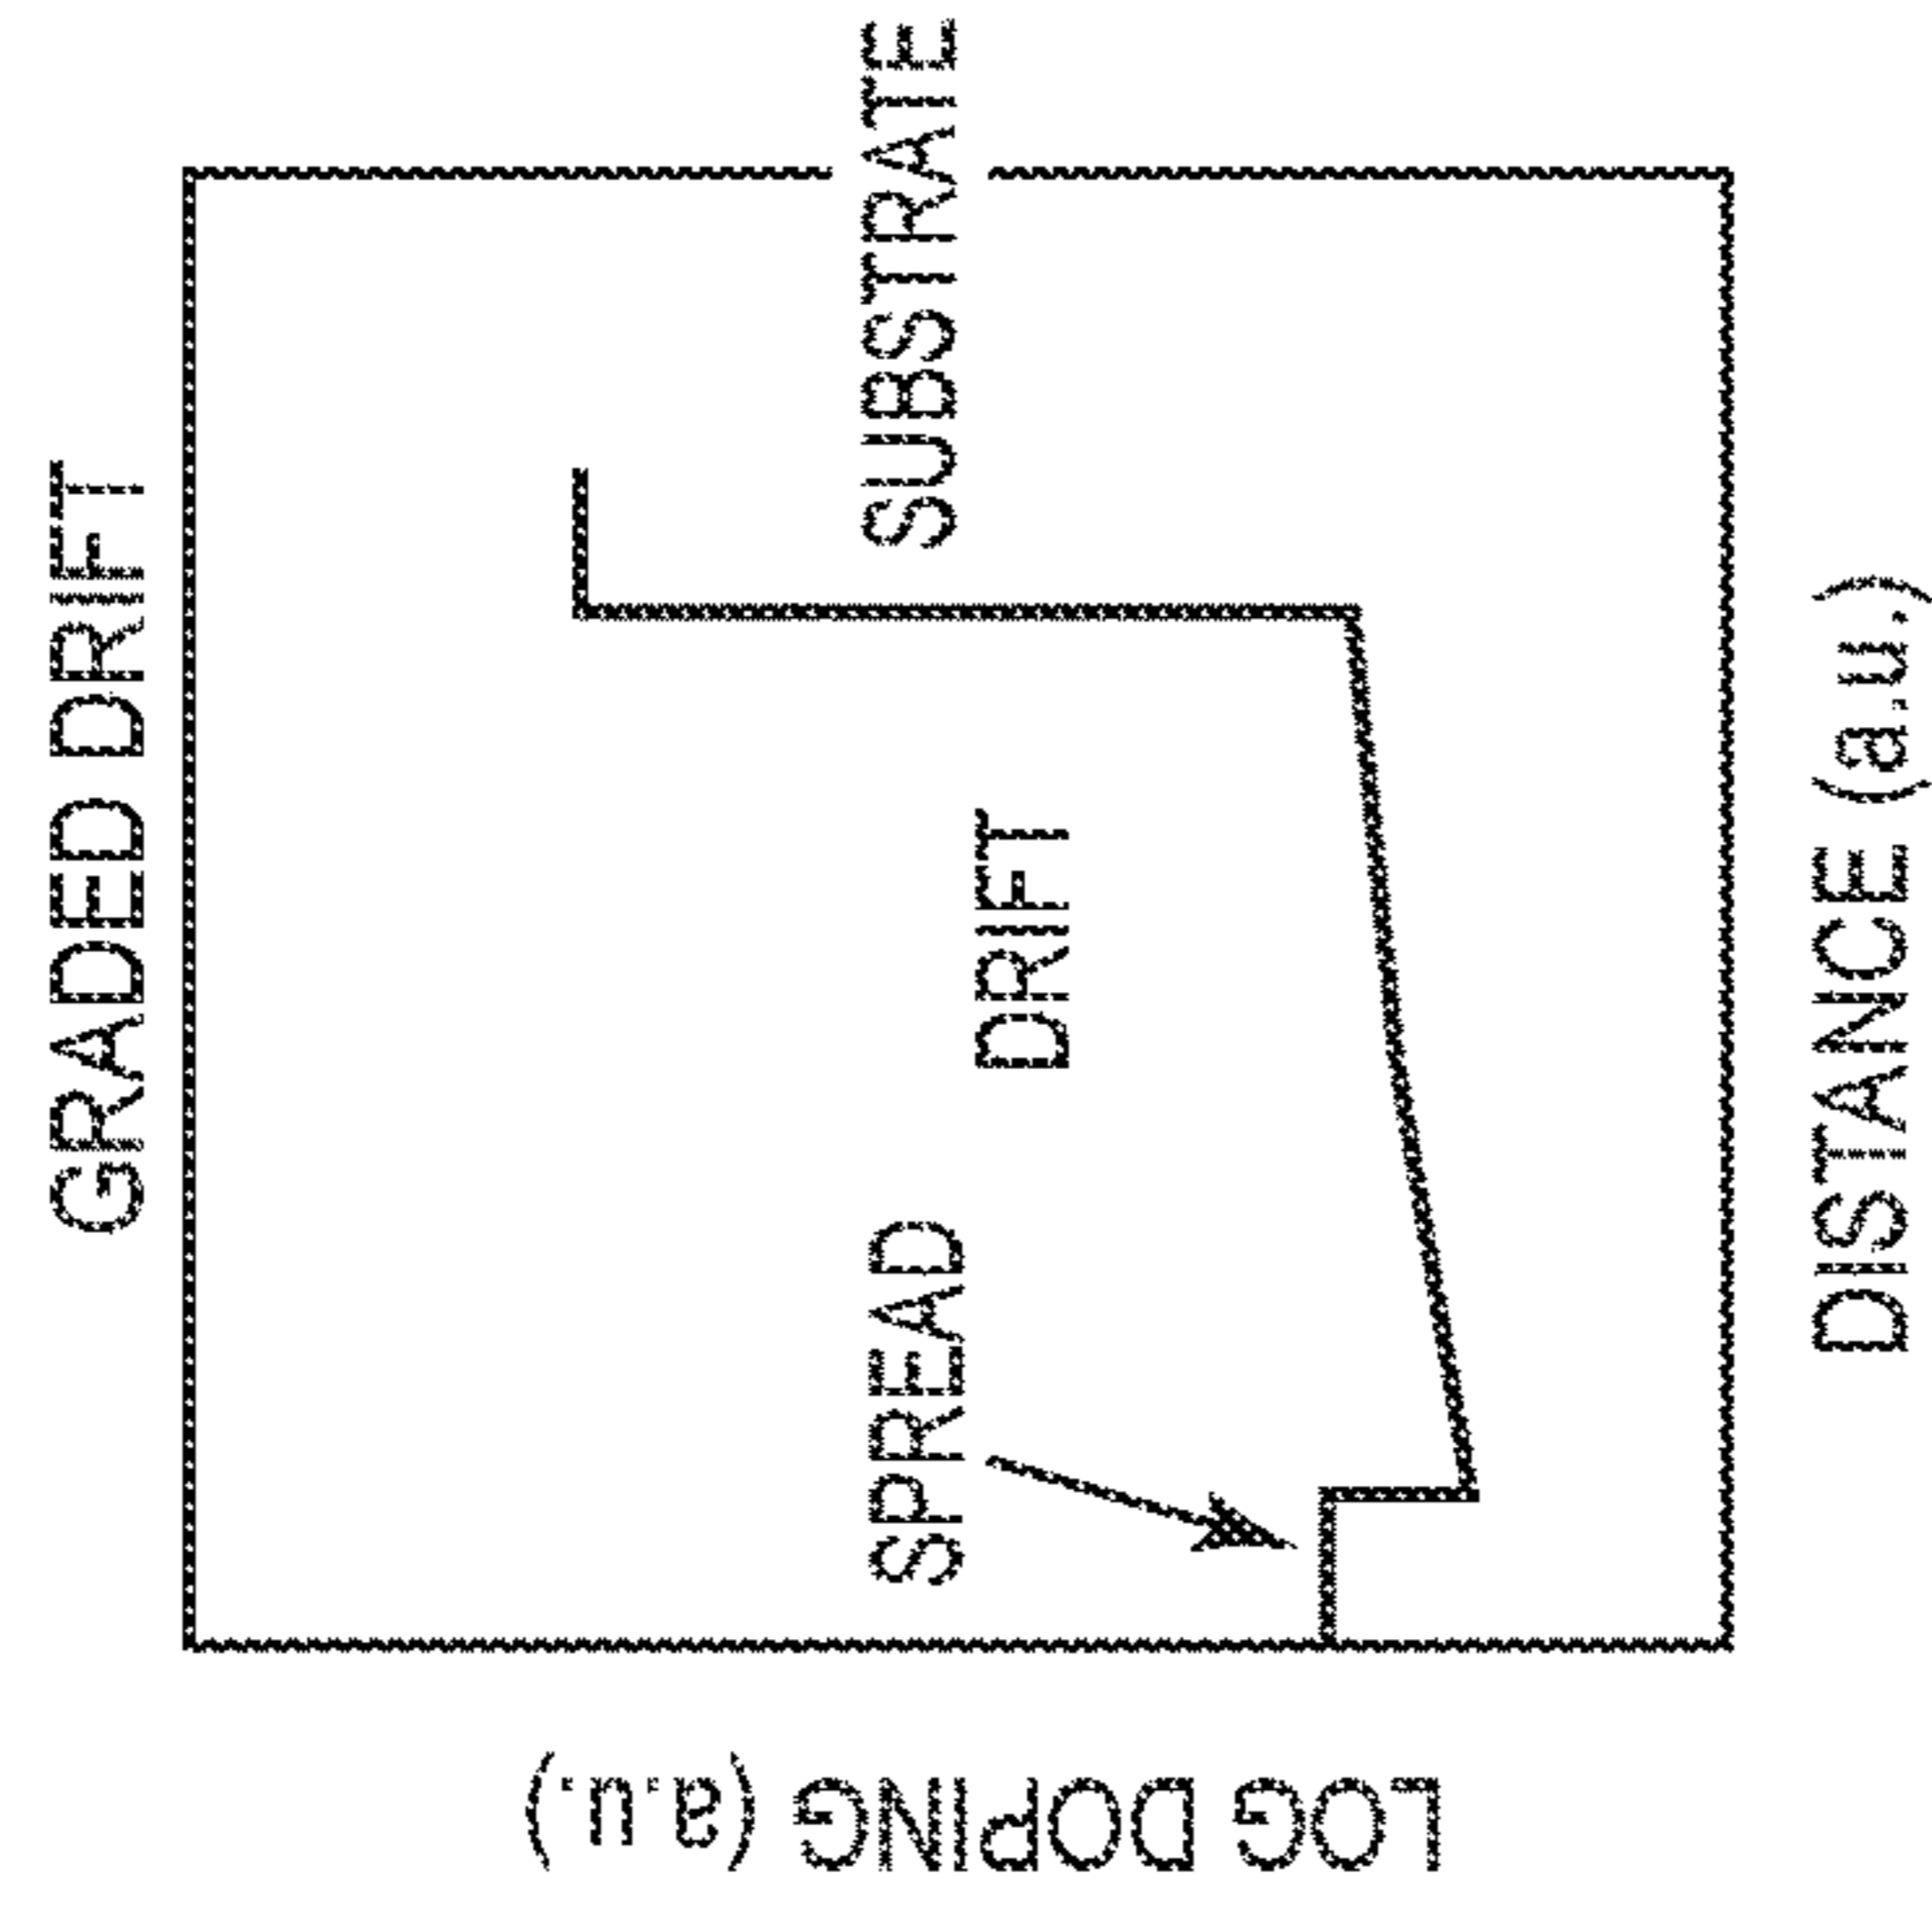 GRADED DRIFT
LOG DOPING (a.u.)
SPREAD
DRIFT
SUBSTRATE
DISTANCE (a.u.)